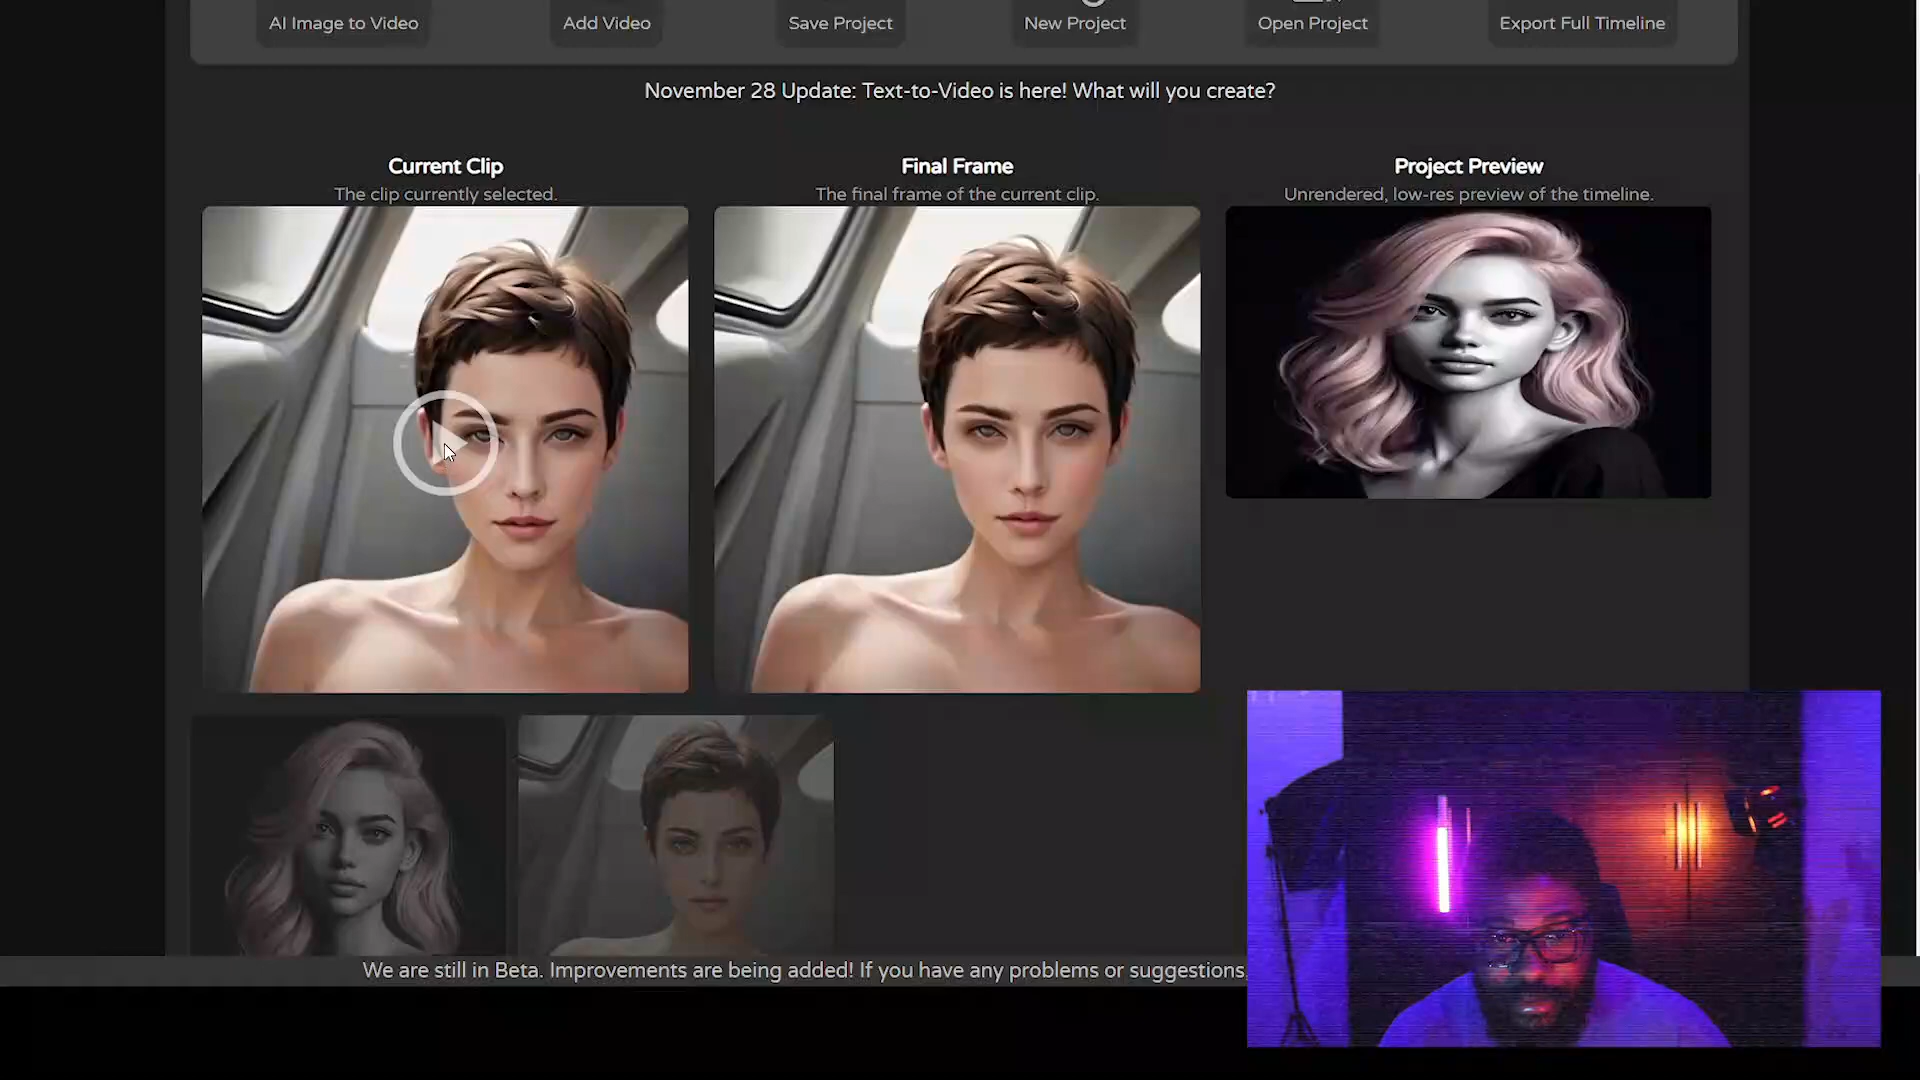 AI Image to Video
Add Video
Save Project
New Project
Open Project
Export Full Timeline
November 28 Update: Text-to-Video is here! What will you create?
Current Clip
The clip currently selected.
Final Frame
The final frame of the current clip.
Project Preview
Unrendered, low-res preview of the timeline.
We are still in Beta. Improvements are being added! If you have any problems or suggestions,